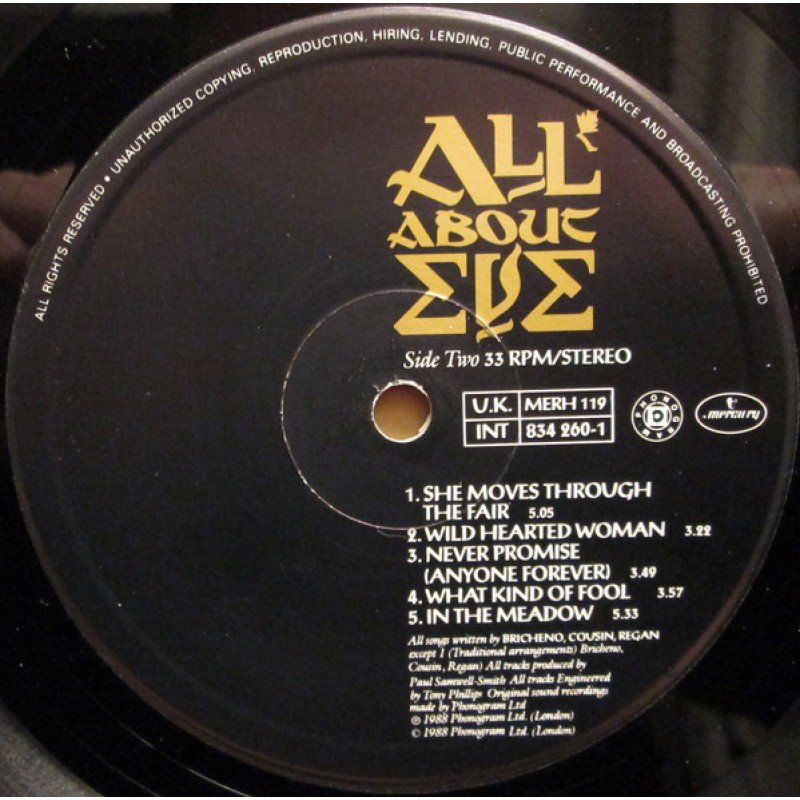 ALL RIGHTS RESERVED • UNAUTHORIZED COPYING, REPRODUCTION, HIRING, LENDING, PUBLIC PERFORMANCE AND BROADCASTING PROHIBITED
ALL
ABOUT
EVE
Side Two 33 RPM/STEREO
U.K. MERH 119
INT 834 260-1
PHONOGRAM
mercury
1. SHE MOVES THROUGH
THE FAIR 5.05
2. WILD HEARTED WOMAN 3.22
3. NEVER PROMISE
(ANYONE FOREVER) 3.49
4. WHAT KIND OF FOOL 3.57
5. IN THE MEADOW 5.33
All songs written by BRICHENO, COUSIN, REGAN
except 1 (Traditional arrangements) Bricheno,
Cousin, Regan) All tracks produced by
Paul Samwell-Smith All tracks Engineered
by Tony Phillips Original sound recordings
made by Phonogram Ltd
℗ 1988 Phonogram Ltd. (London)
© 1988 Phonogram Ltd. (London)